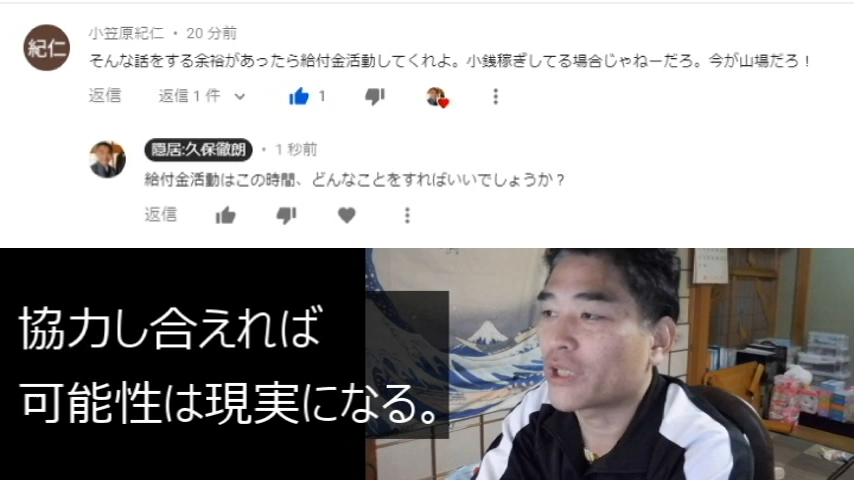 小笠原紀仁 • 20 分前
紀仁
そんな話をする余裕があったら給付金活動してくれよ。小銭稼ぎしてる場合じゃねーだろ。今が山場だろ！
返信 返信 1 件 1
隠居:久保徹朗 • 1 秒前
給付金活動はこの時間、どんなことをすればいいでしょうか？
返信
協力し合えれば
可能性は現実になる。